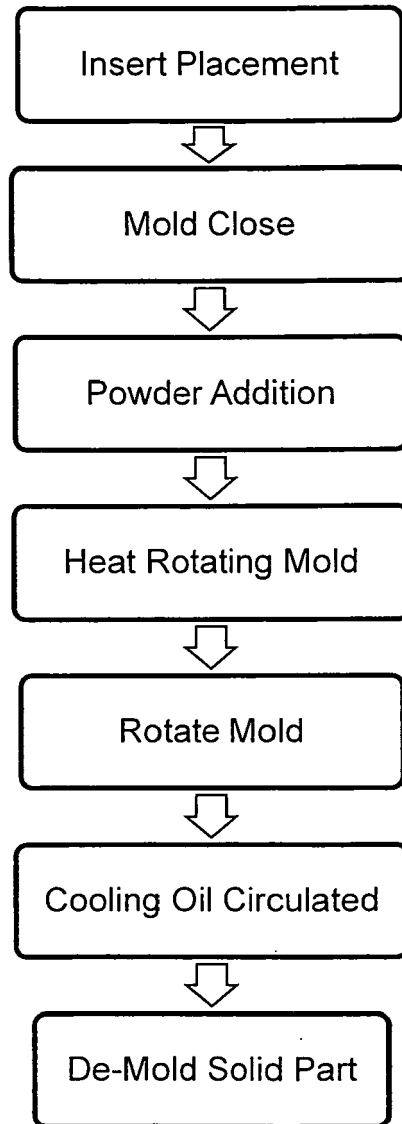 Insert Placement
Mold Close
Powder Addition
Heat Rotating Mold
Rotate Mold
Cooling Oil Circulated
De-Mold Solid Part